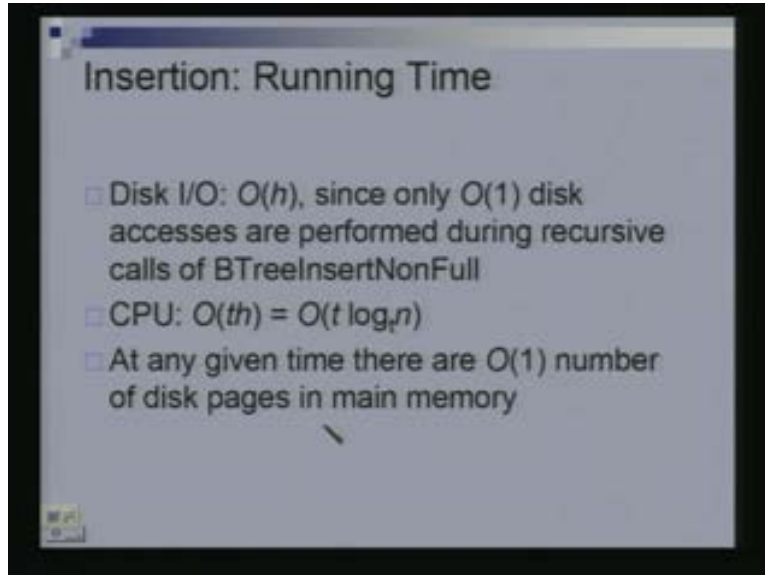 Insertion: Running Time
Disk I/O: O(h), since only O(1) disk
accesses are performed during recursive
calls of BTreeInsertNonFull
CPU: O(th) = O(t logₜn)
At any given time there are O(1) number
of disk pages in main memory